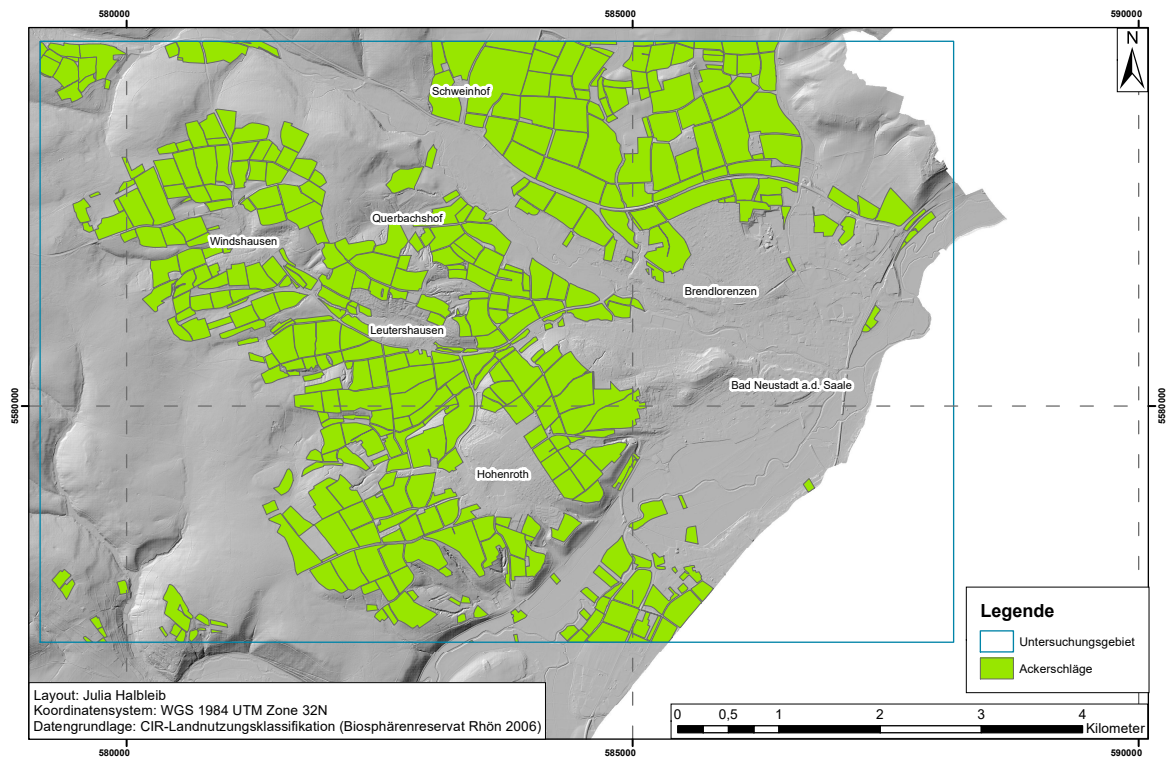 580000
585000
590000
N
Schweinhof
Querbachshof
Windshausen
Brendlorenzen
Leutershausen
Bad Neustadt a.d. Saale
5580000
5580000
Hohenroth
Legende
Untersuchungsgebiet
Ackerschläge
Layout: Julia Halbleib
Koordinatensystem: WGS 1984 UTM Zone 32N
Datengrundlage: CIR-Landnutzungsklassifikation (Biosphärenreservat Rhön 2006)
0 0,5 1 2 3 4
Kilometer
580000
585000
590000